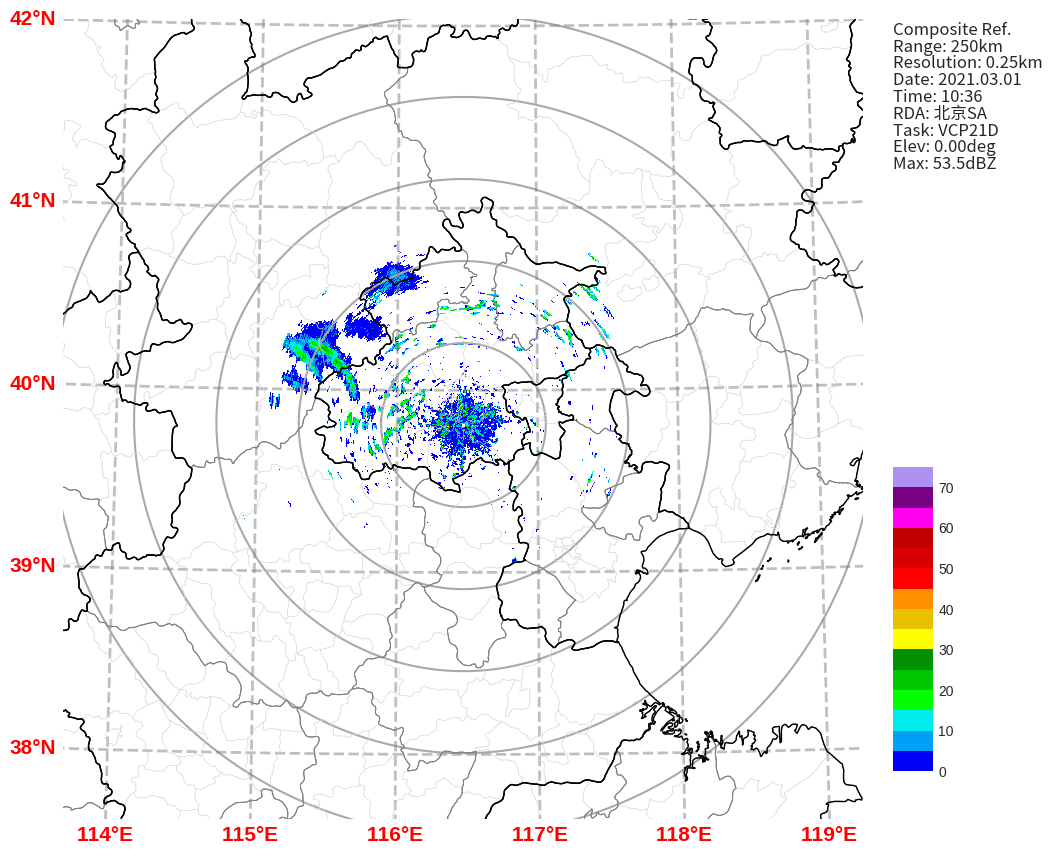 42°N
41°N
40°N
39°N
38°N
114°E
115°E
116°E
117°E
118°E
119°E
Composite Ref.
Range: 250km
Resolution: 0.25km
Date: 2021.03.01
Time: 10:36
RDA: 北京SA
Task: VCP21D
Elev: 0.00deg
Max: 53.5dBZ
70
60
50
40
30
20
10
0